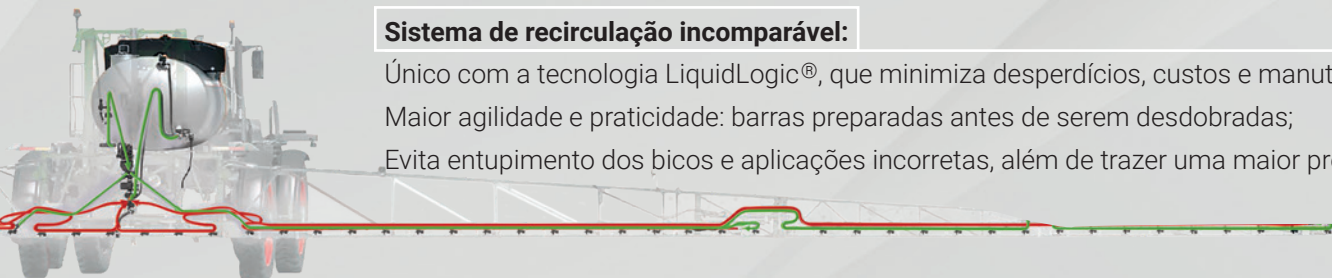 Sistema de recirculação incomparável:
Único com a tecnologia LiquidLogic®, que minimiza desperdícios, custos e manut
Maior agilidade e praticidade: barras preparadas antes de serem desdobradas;
Evita entupimento dos bicos e aplicações incorretas, além de trazer uma maior